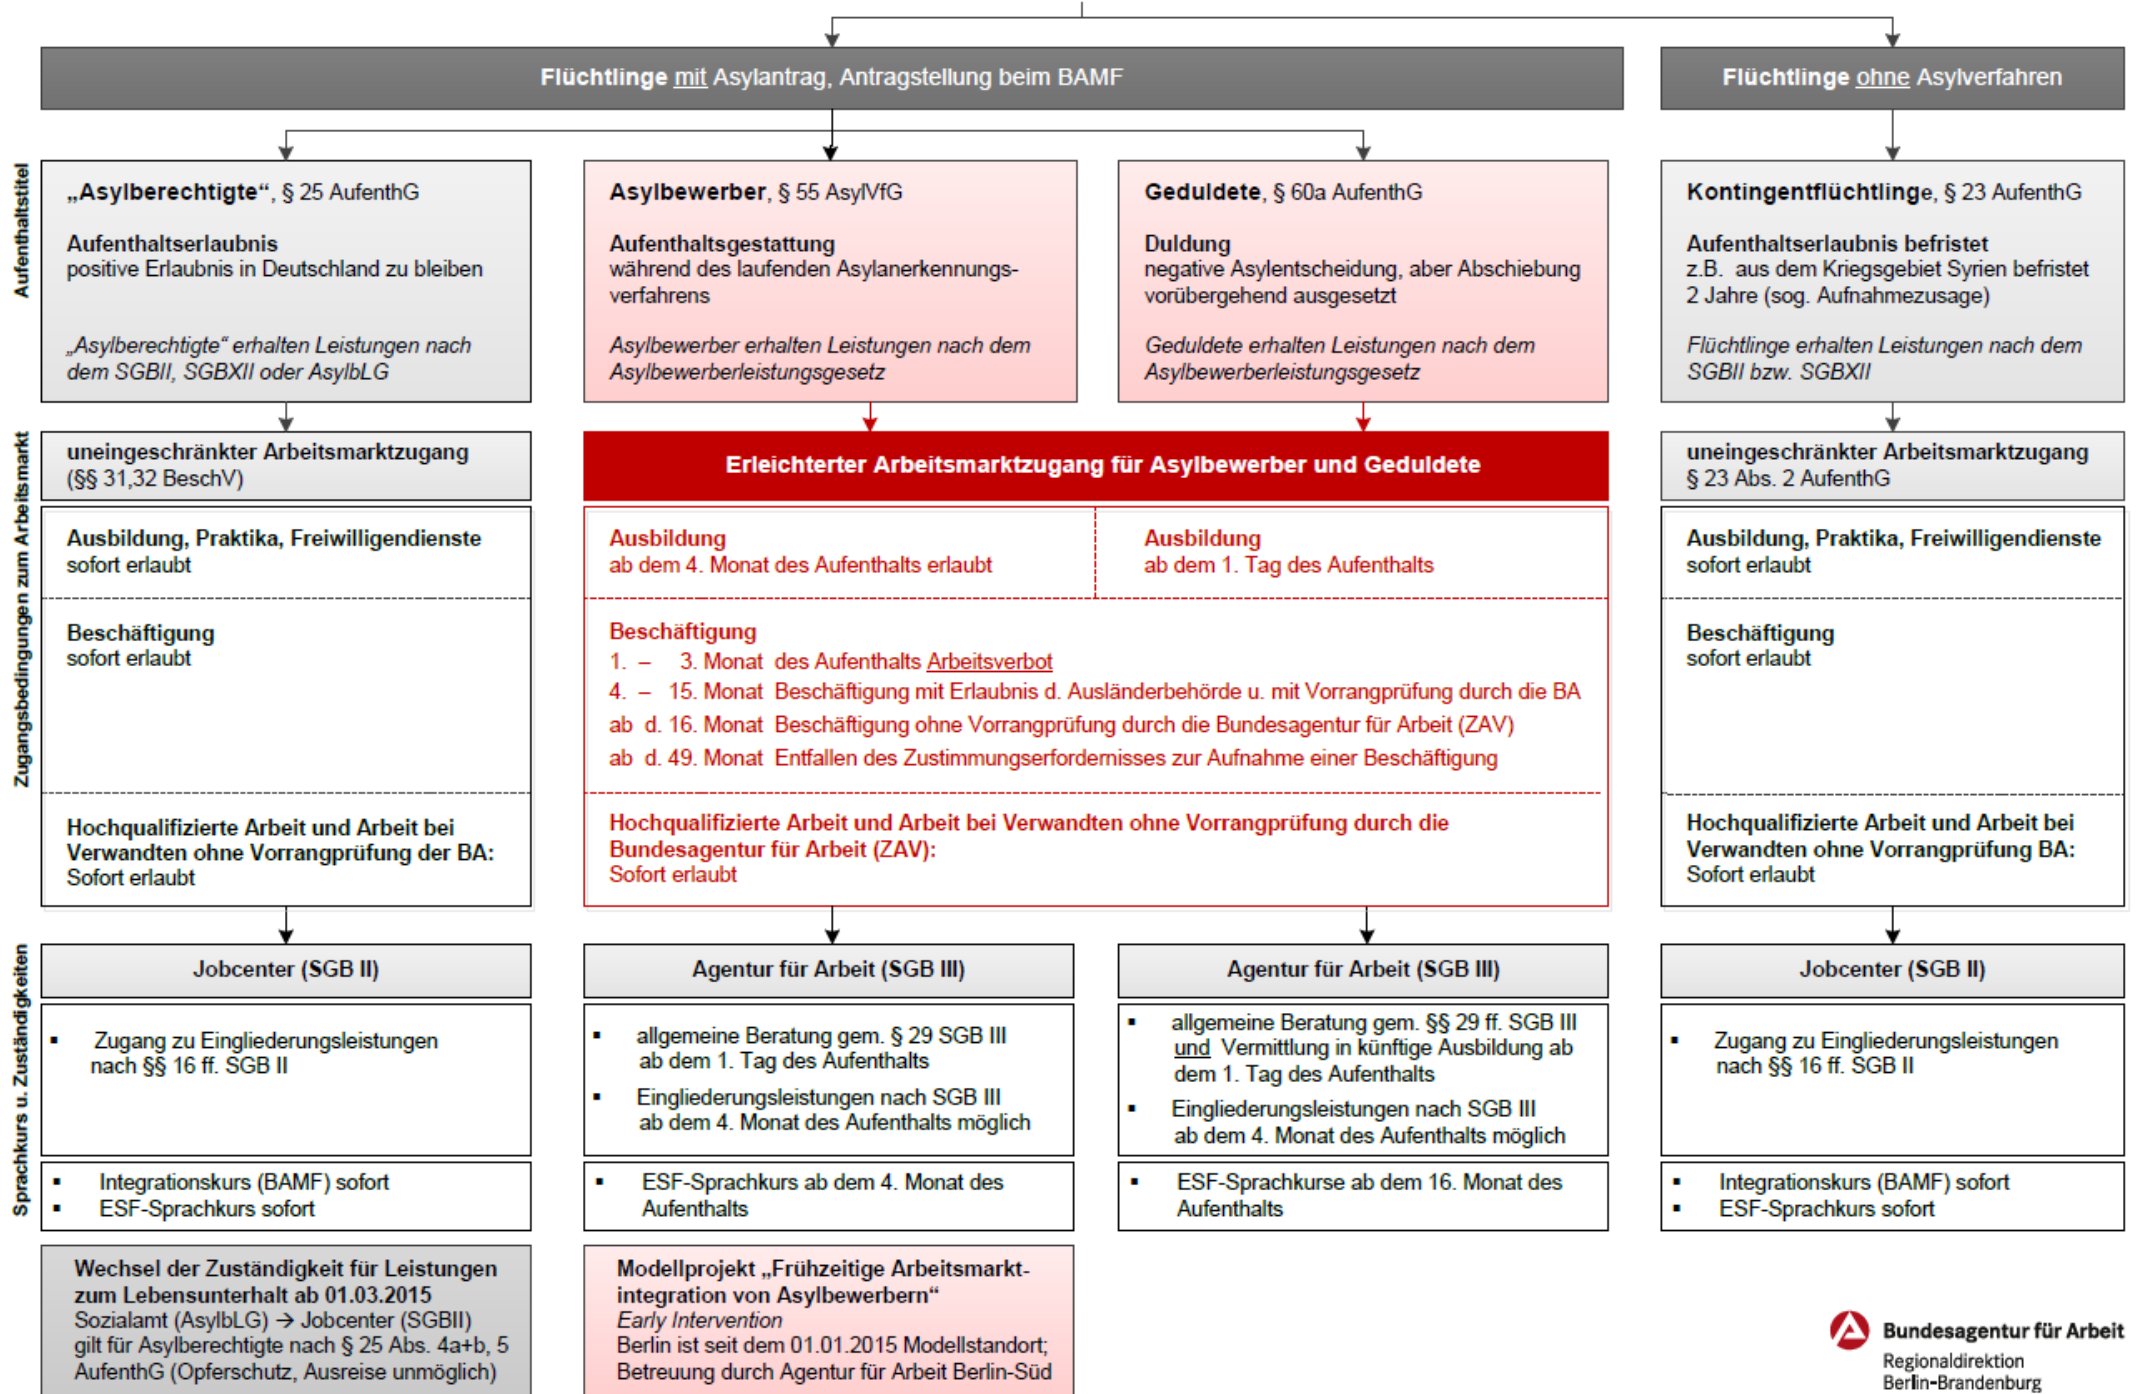 Flüchtlinge mit Asylantrag, Antragstellung beim BAMF
Flüchtlinge ohne Asylverfahren
Aufenthaltstitel
„Asylberechtigte“, § 25 AufenthG
Aufenthaltserlaubnis
positive Erlaubnis in Deutschland zu bleiben
„Asylberechtigte“ erhalten Leistungen nach
dem SGBII, SGBXII oder AsylbLG
Asylbewerber, § 55 AsylVfG
Aufenthaltsgestattung
während des laufenden Asylanerkennungs-
verfahrens
Asylbewerber erhalten Leistungen nach dem
Asylbewerberleistungsgesetz
Geduldete, § 60a AufenthG
Duldung
negative Asylentscheidung, aber Abschiebung
vorübergehend ausgesetzt
Geduldete erhalten Leistungen nach dem
Asylbewerberleistungsgesetz
Kontingentflüchtlinge, § 23 AufenthG
Aufenthaltserlaubnis befristet
z.B. aus dem Kriegsgebiet Syrien befristet
2 Jahre (sog. Aufnahmezusage)
Flüchtlinge erhalten Leistungen nach dem
SGBII bzw. SGBXII
Zugangsbedingungen zum Arbeitsmarkt
uneingeschränkter Arbeitsmarktzugang
(§§ 31,32 BeschV)
Ausbildung, Praktika, Freiwilligendienste
sofort erlaubt
Beschäftigung
sofort erlaubt
Hochqualifizierte Arbeit und Arbeit bei
Verwandten ohne Vorrangprüfung der BA:
Sofort erlaubt
Erleichterter Arbeitsmarktzugang für Asylbewerber und Geduldete
Ausbildung
ab dem 4. Monat des Aufenthalts erlaubt
Ausbildung
ab dem 1. Tag des Aufenthalts
Beschäftigung
1. – 3. Monat des Aufenthalts Arbeitsverbot
4. – 15. Monat Beschäftigung mit Erlaubnis d. Ausländerbehörde u. mit Vorrangprüfung durch die BA
ab d. 16. Monat Beschäftigung ohne Vorrangprüfung durch die Bundesagentur für Arbeit (ZAV)
ab d. 49. Monat Entfallen des Zustimmungserfordernisses zur Aufnahme einer Beschäftigung
Hochqualifizierte Arbeit und Arbeit bei Verwandten ohne Vorrangprüfung durch die
Bundesagentur für Arbeit (ZAV):
Sofort erlaubt
uneingeschränkter Arbeitsmarktzugang
§ 23 Abs. 2 AufenthG
Ausbildung, Praktika, Freiwilligendienste
sofort erlaubt
Beschäftigung
sofort erlaubt
Hochqualifizierte Arbeit und Arbeit bei
Verwandten ohne Vorrangprüfung BA:
Sofort erlaubt
Sprachkurs u. Zuständigkeiten
Jobcenter (SGB II)
▪ Zugang zu Eingliederungsleistungen
nach §§ 16 ff. SGB II
▪ Integrationskurs (BAMF) sofort
▪ ESF-Sprachkurs sofort
Agentur für Arbeit (SGB III)
▪ allgemeine Beratung gem. § 29 SGB III
ab dem 1. Tag des Aufenthalts
▪ Eingliederungsleistungen nach SGB III
ab dem 4. Monat des Aufenthalts möglich
▪ ESF-Sprachkurs ab dem 4. Monat des
Aufenthalts
Agentur für Arbeit (SGB III)
▪ allgemeine Beratung gem. §§ 29 ff. SGB III
und Vermittlung in künftige Ausbildung ab
dem 1. Tag des Aufenthalts
▪ Eingliederungsleistungen nach SGB III
ab dem 4. Monat des Aufenthalts möglich
▪ ESF-Sprachkurse ab dem 16. Monat des
Aufenthalts
Jobcenter (SGB II)
▪ Zugang zu Eingliederungsleistungen
nach §§ 16 ff. SGB II
▪ Integrationskurs (BAMF) sofort
▪ ESF-Sprachkurs sofort
Wechsel der Zuständigkeit für Leistungen
zum Lebensunterhalt ab 01.03.2015
Sozialamt (AsylbLG) → Jobcenter (SGBII)
gilt für Asylberechtigte nach § 25 Abs. 4a+b, 5
AufenthG (Opferschutz, Ausreise unmöglich)
Modellprojekt „Frühzeitige Arbeitsmarkt-
integration von Asylbewerbern“
Early Intervention
Berlin ist seit dem 01.01.2015 Modellstandort;
Betreuung durch Agentur für Arbeit Berlin-Süd
Bundesagentur für Arbeit
Regionaldirektion
Berlin-Brandenburg